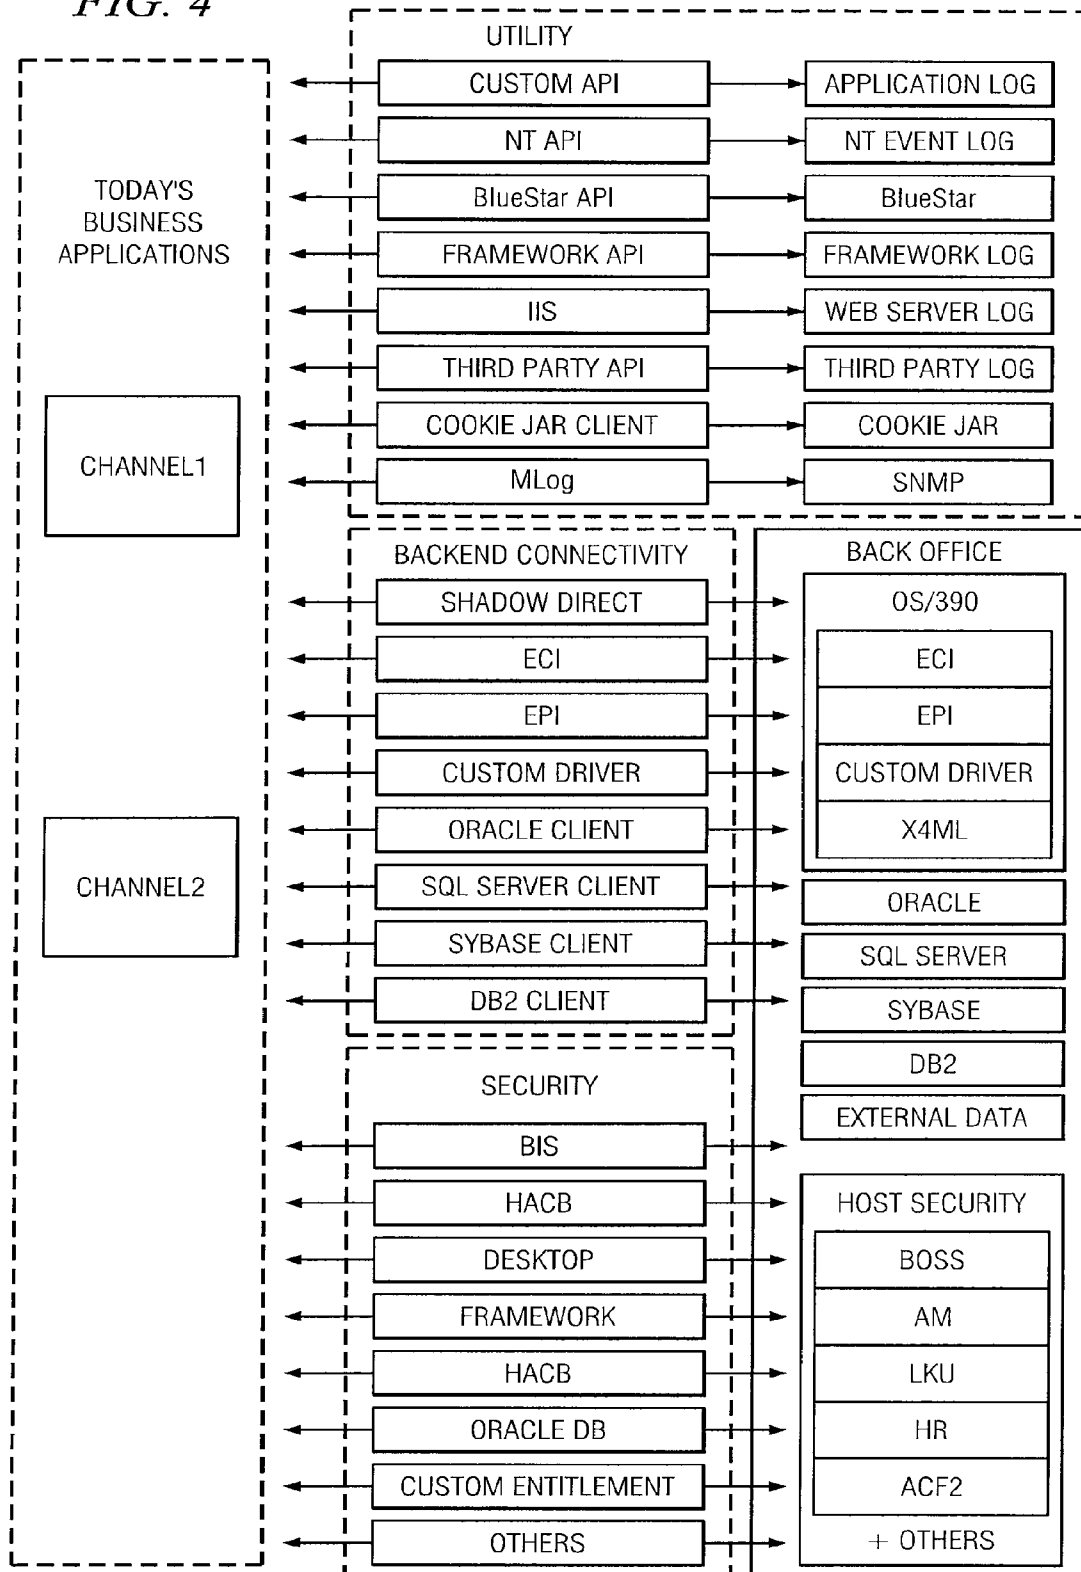 FIG. 4
TODAY'S
BUSINESS
APPLICATIONS
CHANNEL1
CHANNEL2
UTILITY
CUSTOM API
APPLICATION LOG
NT API
NT EVENT LOG
BlueStar API
BlueStar
FRAMEWORK API
FRAMEWORK LOG
IIS
WEB SERVER LOG
THIRD PARTY API
THIRD PARTY LOG
COOKIE JAR CLIENT
COOKIE JAR
MLog
SNMP
BACKEND CONNECTIVITY
SHADOW DIRECT
ECI
EPI
CUSTOM DRIVER
ORACLE CLIENT
SQL SERVER CLIENT
SYBASE CLIENT
DB2 CLIENT
BACK OFFICE
OS/390
ECI
EPI
CUSTOM DRIVER
X4ML
ORACLE
SQL SERVER
SYBASE
DB2
EXTERNAL DATA
SECURITY
BIS
HACB
DESKTOP
FRAMEWORK
HACB
ORACLE DB
CUSTOM ENTITLEMENT
OTHERS
HOST SECURITY
BOSS
AM
LKU
HR
ACF2
+ OTHERS